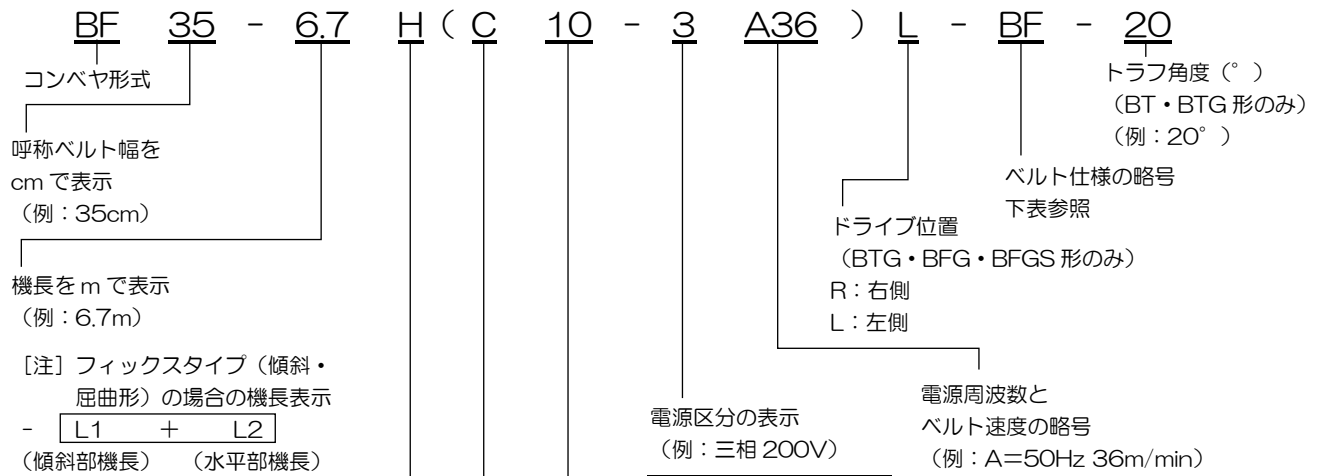 BF 35 - 6.7 H ( C 10 - 3 A36 ) L - BF - 20
コンベヤ形式
呼称ベルト幅を
cm で表示
（例：35cm）
機長を m で表示
（例：6.7m）
［注］フィックスタイプ（傾斜・
屈曲形）の場合の機長表示
- L1 + L2
（傾斜部機長） （水平部機長）
電源区分の表示
（例：三相 200V）
電源周波数と
ベルト速度の略号
（例：A＝50Hz 36m/min）
ドライブ位置
（BTG・BFG・BFGS 形のみ）
R：右側
L：左側
ベルト仕様の略号
下表参照
トラフ角度（°）
（BT・BTG 形のみ）
（例：20°）